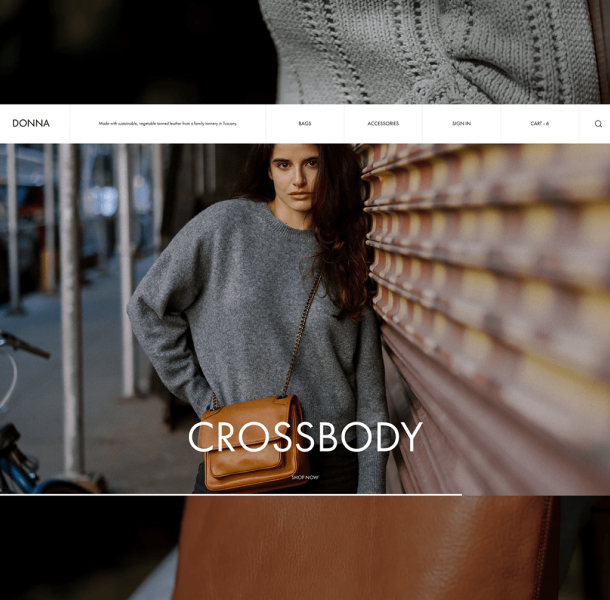 DONNA
Made with sustainable, vegetable tanned leather from a family tannery in Tuscany
BAGS
ACCESSORIES
SIGN IN
CART - 6
CROSSBODY
SHOP NOW